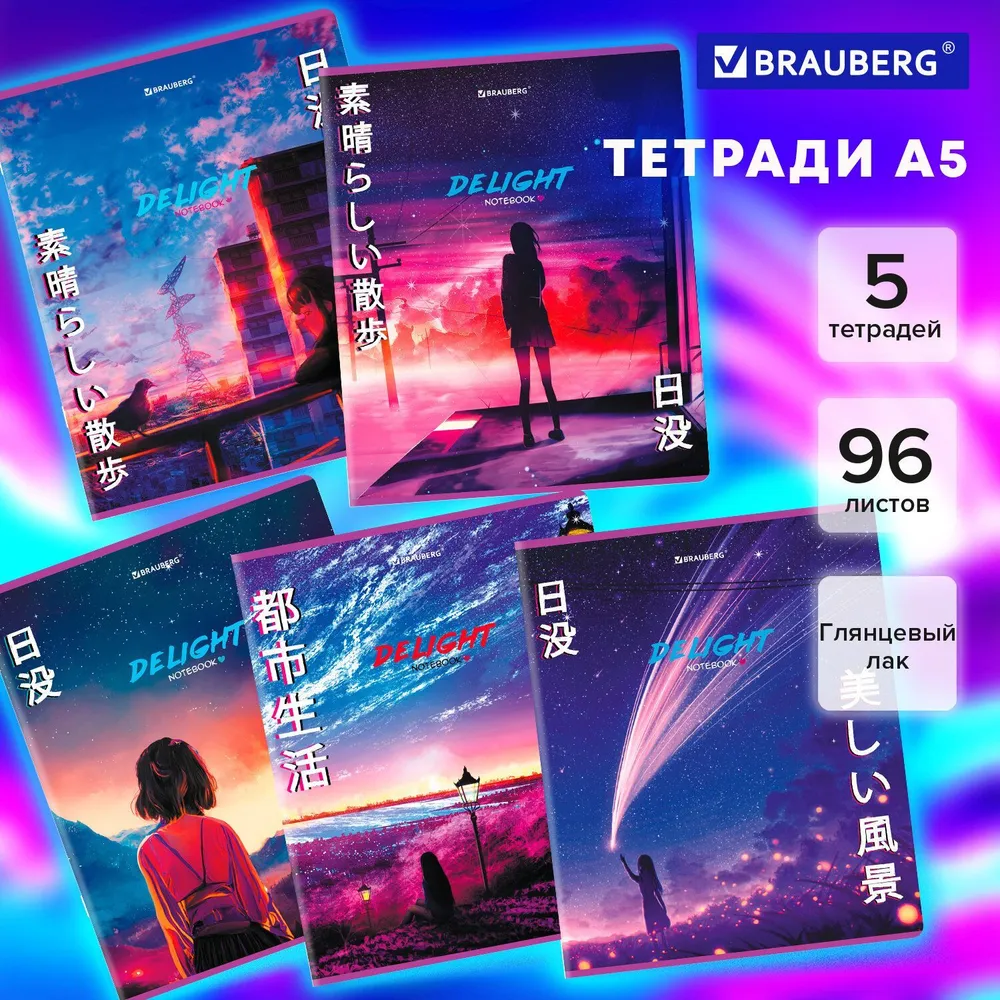 BRAUBERG®
ТЕТРАДИ А5
5
тетрадей
96
листов
Глянцевый
лак
BRAUBERG
DELIGHT
NOTEBOOK
素晴らしい散歩
日没
BRAUBERG
DELIGHT
NOTEBOOK
素晴らしい散歩
日没
BRAUBERG
DELIGHT
NOTEBOOK
日没
BRAUBERG
DELIGHT
NOTEBOOK
都市生活
BRAUBERG
DELIGHT
NOTEBOOK
日没
美しい風景